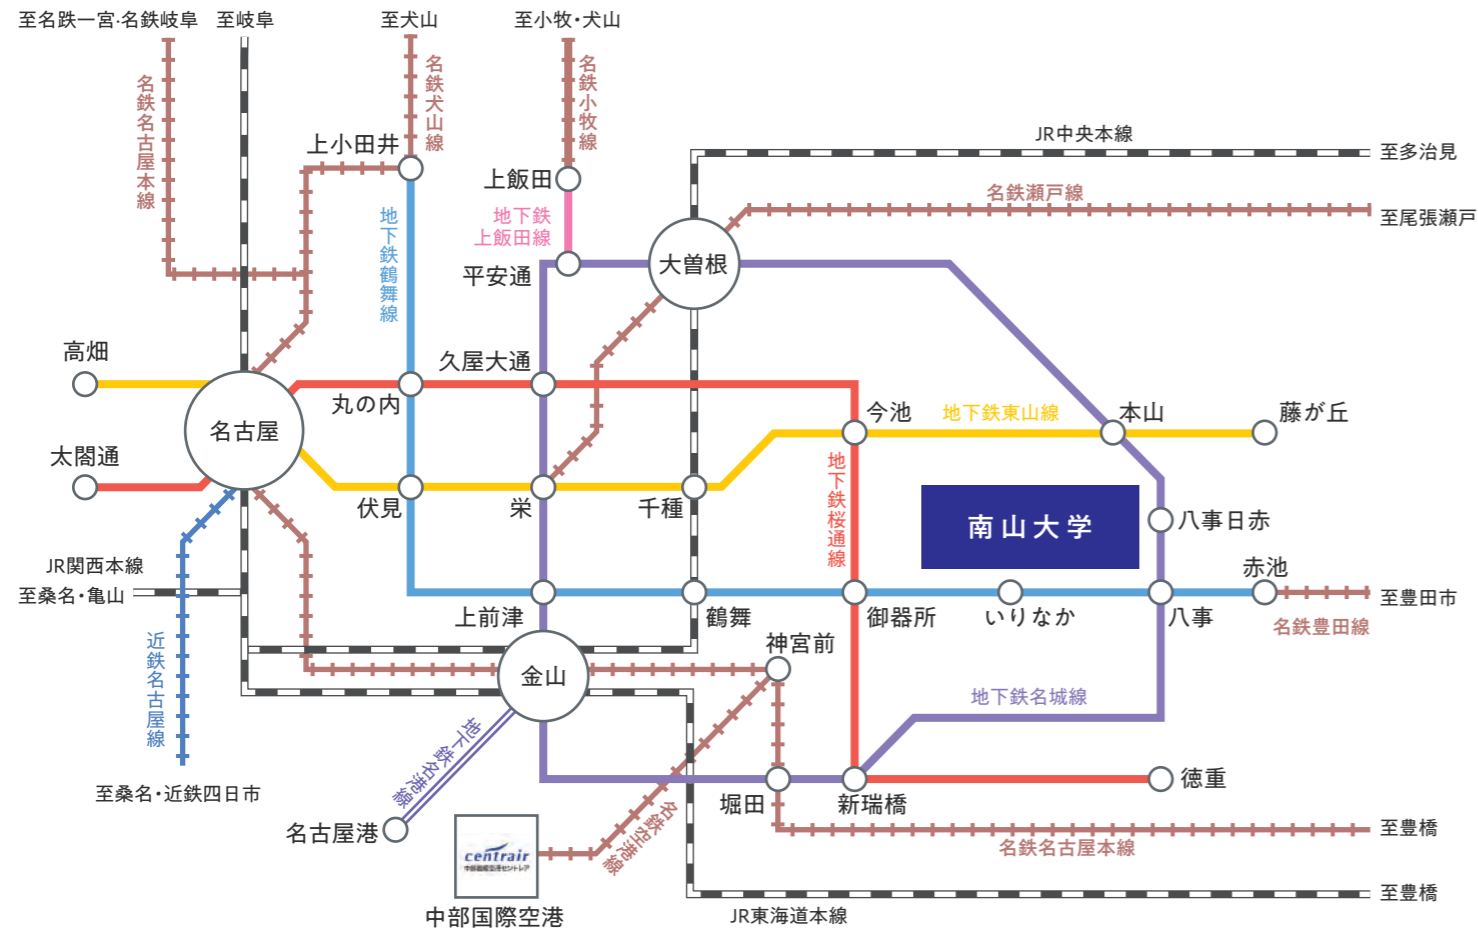 至名跌一宮·名鉄岐阜
至岐阜
至犬山
至小牧・犬山
名鉄名古屋本線
名鉄犬山線
名鉄小牧線
上小田井
上飯田
JR中央本線
至多治見
名鉄瀬戸線
至尾張瀬戸
地下鉄
上飯田線
地下鉄鶴舞線
平安通
大曽根
高畑
久屋大通
丸の内
名古屋
今池
地下鉄東山線
本山
藤が丘
太閤通
伏見
栄
千種
地下鉄桜通線
南山大学
八事日赤
JR関西本線
至桑名・亀山
赤池
至豊田市
上前津
鶴舞
御器所
いりなか
八事
名鉄豊田線
近鉄名古屋線
神宮前
金山
地下鉄名城線
地下鉄名港線
至桑名・近鉄四日市
堀田
新瑞橋
徳重
名古屋港
名鉄空港線
centrair
中部国際空港セントレア
至豊橋
名鉄名古屋本線
中部国際空港
JR東海道本線
至豊橋